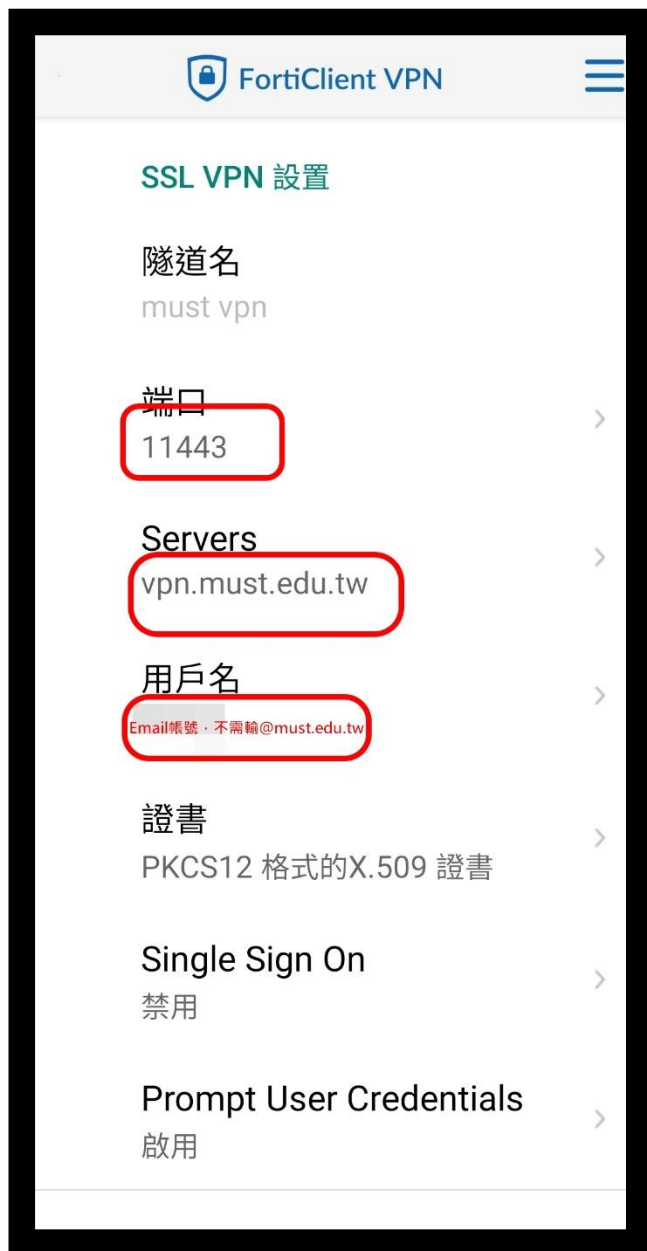 FortiClient VPN
SSL VPN 設置
隧道名
must vpn
端口
11443
Servers
vpn.must.edu.tw
用戶名
Email帳號，不需輸@must.edu.tw
證書
PKCS12 格式的X.509 證書
Single Sign On
禁用
Prompt User Credentials
啟用